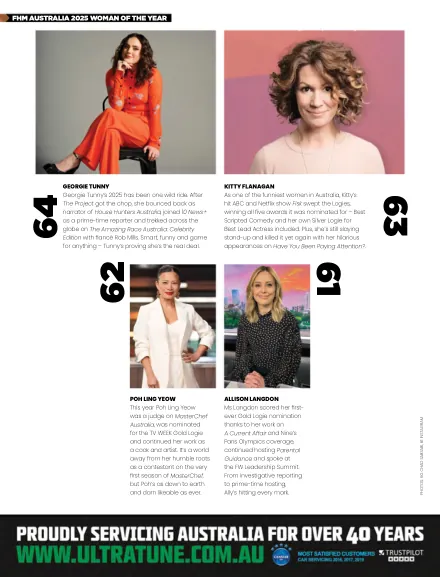 FHM AUSTRALIA 2025 WOMAN OF THE YEAR
64
GEORGIE TUNNY
Georgie Tunny's 2025 has been one wild ride. After
The Project got the chop, she bounced back as
narrator of House Hunters Australia, joined 10 News+
as a prime-time reporter and trekked across the
globe on The Amazing Race Australia: Celebrity
Edition with fiancé Rob Mills. Smart, funny and game
for anything – Tunny's proving she's the real deal.
63
KITTY FLANAGAN
As one of the funniest women in Australia, Kitty's
hit ABC and Netflix show Fisk swept the Logies,
winning all five awards it was nominated for – Best
Scripted Comedy and her own Silver Logie for
Best Lead Actress included. Plus, she's still slaying
stand-up and killed it yet again with her hilarious
appearances on Have You Been Paying Attention?.
62
POH LING YEOW
This year Poh Ling Yeow
was a judge on MasterChef
Australia, was nominated
for the TV WEEK Gold Logie
and continued her work as
a cook and artist. It's a world
away from her humble roots
as a contestant on the very
first season of MasterChef,
but Poh's as down to earth
and darn likeable as ever.
61
ALLISON LANGDON
Ms Langdon scored her first-
ever Gold Logie nomination
thanks to her work on
A Current Affair and Nine's
Paris Olympics coverage,
continued hosting Parental
Guidance and spoke at
the FW Leadership Summit.
From investigative reporting
to prime-time hosting,
Ally's hitting every mark.
PROUDLY SERVICING AUSTRALIA FOR OVER 40 YEARS
WWW.ULTRATUNE.COM.AU
MOST SATISFIED CUSTOMERS
CAR SERVICING 2016, 2017, 2019
TRUSTPILOT